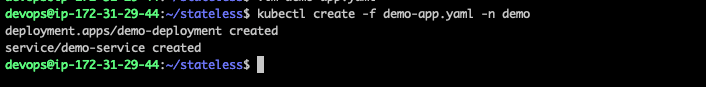 devops@ip-172-31-29-44:~/stateless$ kubectl create -f demo-app.yaml -n demo
deployment.apps/demo-deployment created
service/demo-service created
devops@ip-172-31-29-44:~/stateless$